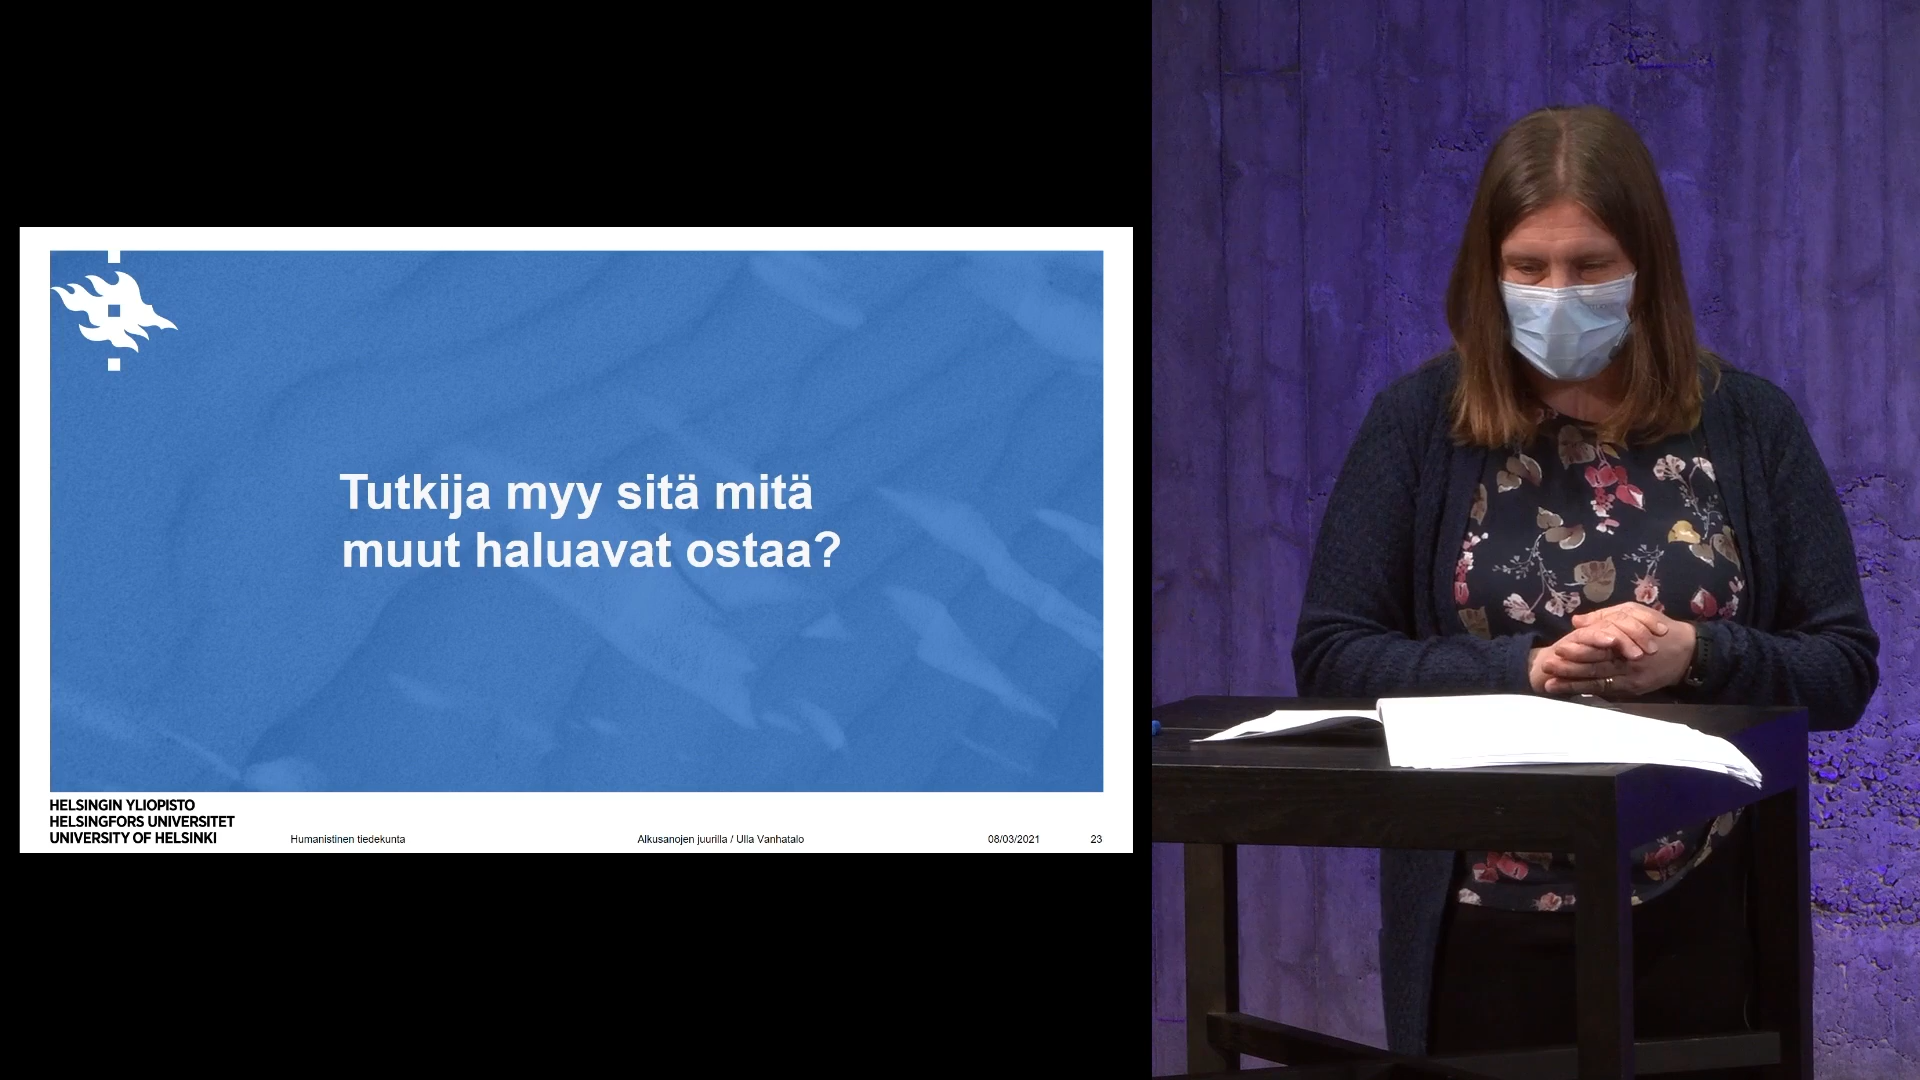 Tutkija myy sitä mitä
muut haluavat ostaa?
HELSINGIN YLIOPISTO
HELSINGFORS UNIVERSITET
UNIVERSITY OF HELSINKI
Humanistinen tiedekunta
Alkusanojen juurilla / Ulla Vanhatalo
08/03/2021
23